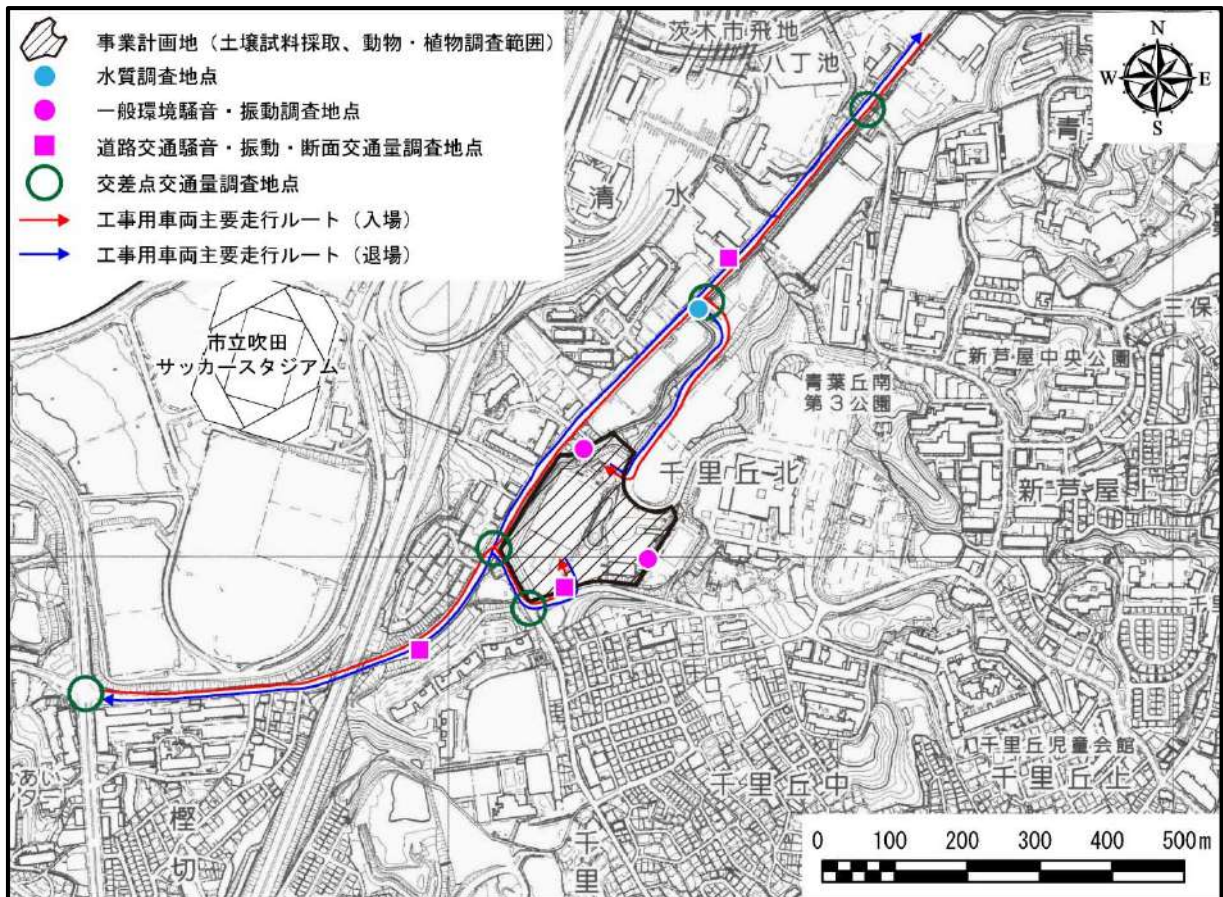 事業計画地(土壌試料採取、動物・植物調査範囲)
水質調査地点
一般環境騒音・振動調査地点
道路交通騒音・振動・断面交通量調査地点
交差点交通量調査地点
工事用車両主要走行ルート(入場)
工事用車両主要走行ルート(退場)
茨木市飛地
八丁池
N
W
E
S
青
清水
三保
市立吹田
サッカースタジアム
新芦屋中央公園
青葉丘南
第3公園
千里丘北
新芦屋上
千里丘児童会館
千里丘上
千里丘中
あい
樫切
千里
0 100 200 300 400 500m